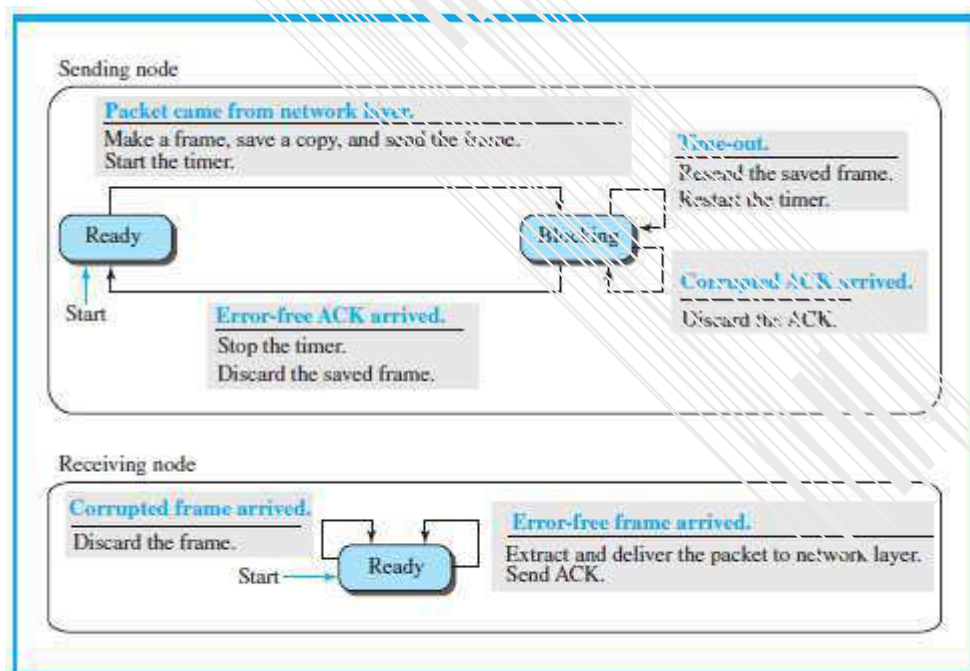 Sending node
Packet came from network layer.
Make a frame, save a copy, and send the frame.
Start the timer.
Time-out.
Resend the saved frame.
Restart the timer.
Ready
Blocking
Corrupted ACK arrived.
Discard the ACK.
Start
Error-free ACK arrived.
Stop the timer.
Discard the saved frame.
Receiving node
Corrupted frame arrived.
Discard the frame.
Error-free frame arrived.
Extract and deliver the packet to network layer.
Send ACK.
Ready
Start